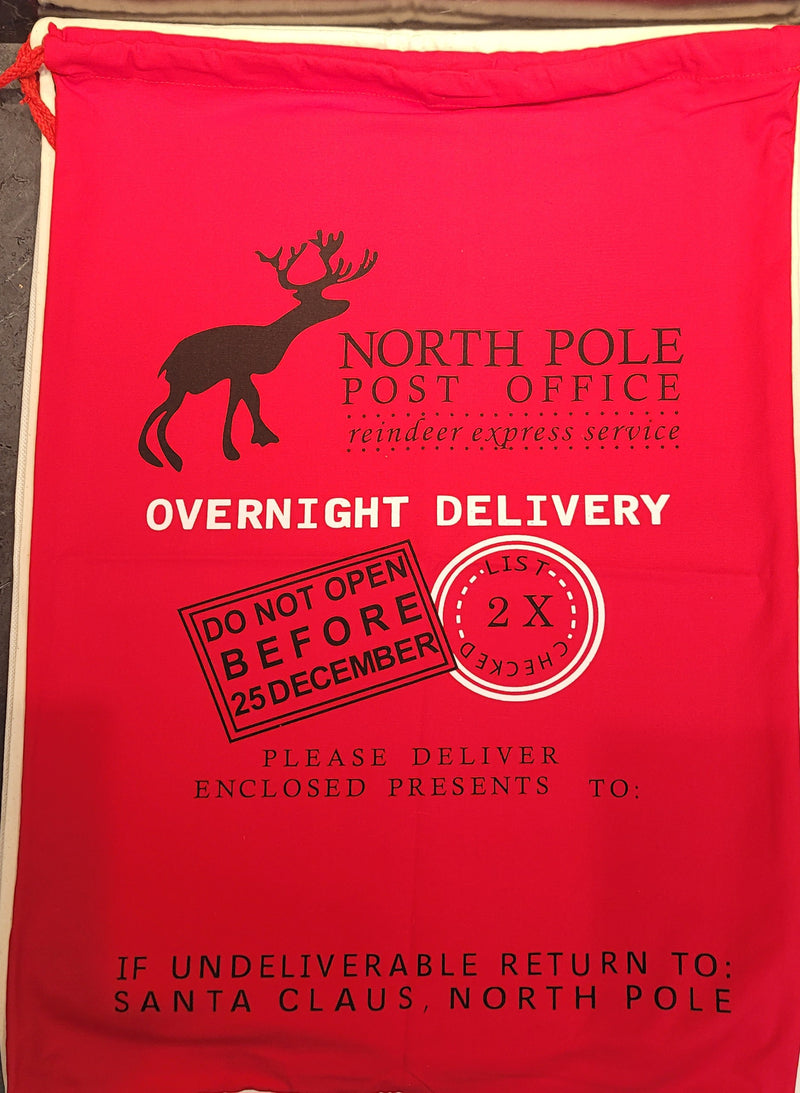 NORTH POLE
POST OFFICE
reindeer express service
OVERNIGHT DELIVERY
DO NOT OPEN
BEFORE
25 DECEMBER
LIST
2 X
CHECKED
PLEASE DELIVER
ENCLOSED PRESENTS TO:
IF UNDELIVERABLE RETURN TO:
SANTA CLAUS, NORTH POLE